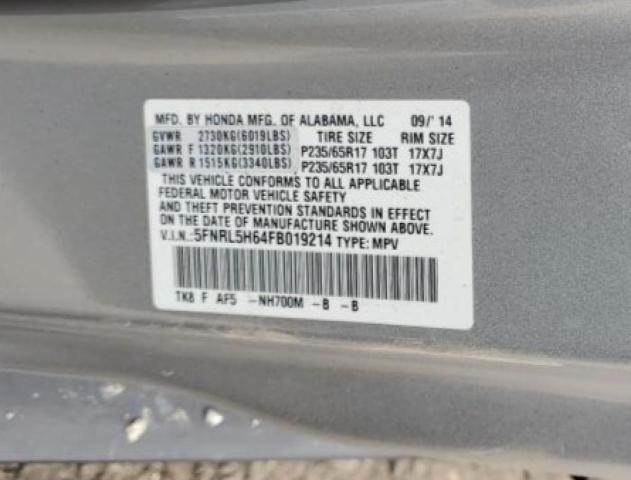 MFD. BY HONDA MFG. OF ALABAMA, LLC 09/'14
GVWR 2730KG(6019LBS) TIRE SIZE RIM SIZE
GAWR F 1320KG(2910LBS) P235/65R17 103T 17X7J
GAWR R 1515KG(3340LBS) P235/65R17 103T 17X7J
THIS VEHICLE CONFORMS TO ALL APPLICABLE
FEDERAL MOTOR VEHICLE SAFETY
AND THEFT PREVENTION STANDARDS IN EFFECT
ON THE DATE OF MANUFACTURE SHOWN ABOVE.
V.I.N.:5FNRL5H64FB019214 TYPE: MPV
TK8 F AF5 -NH700M -B -B